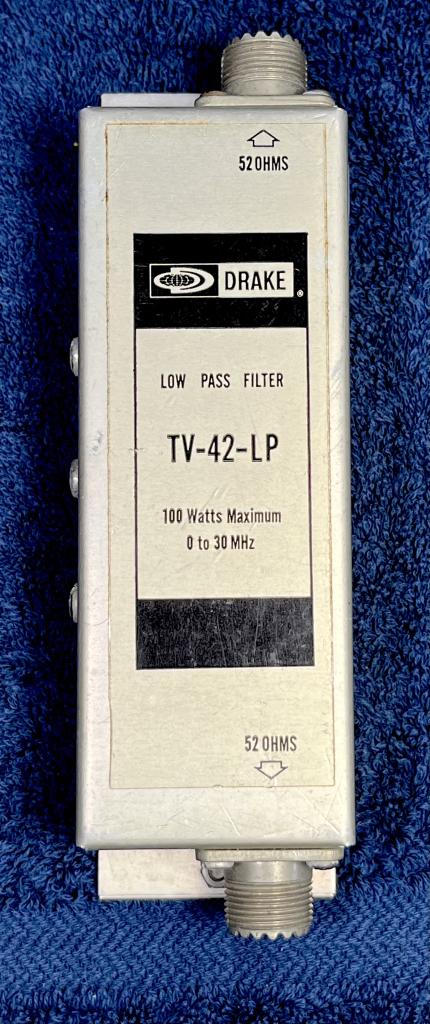 52 OHMS
DRAKE ®
LOW PASS FILTER
TV-42-LP
100 Watts Maximum
0 to 30 MHz
52 OHMS